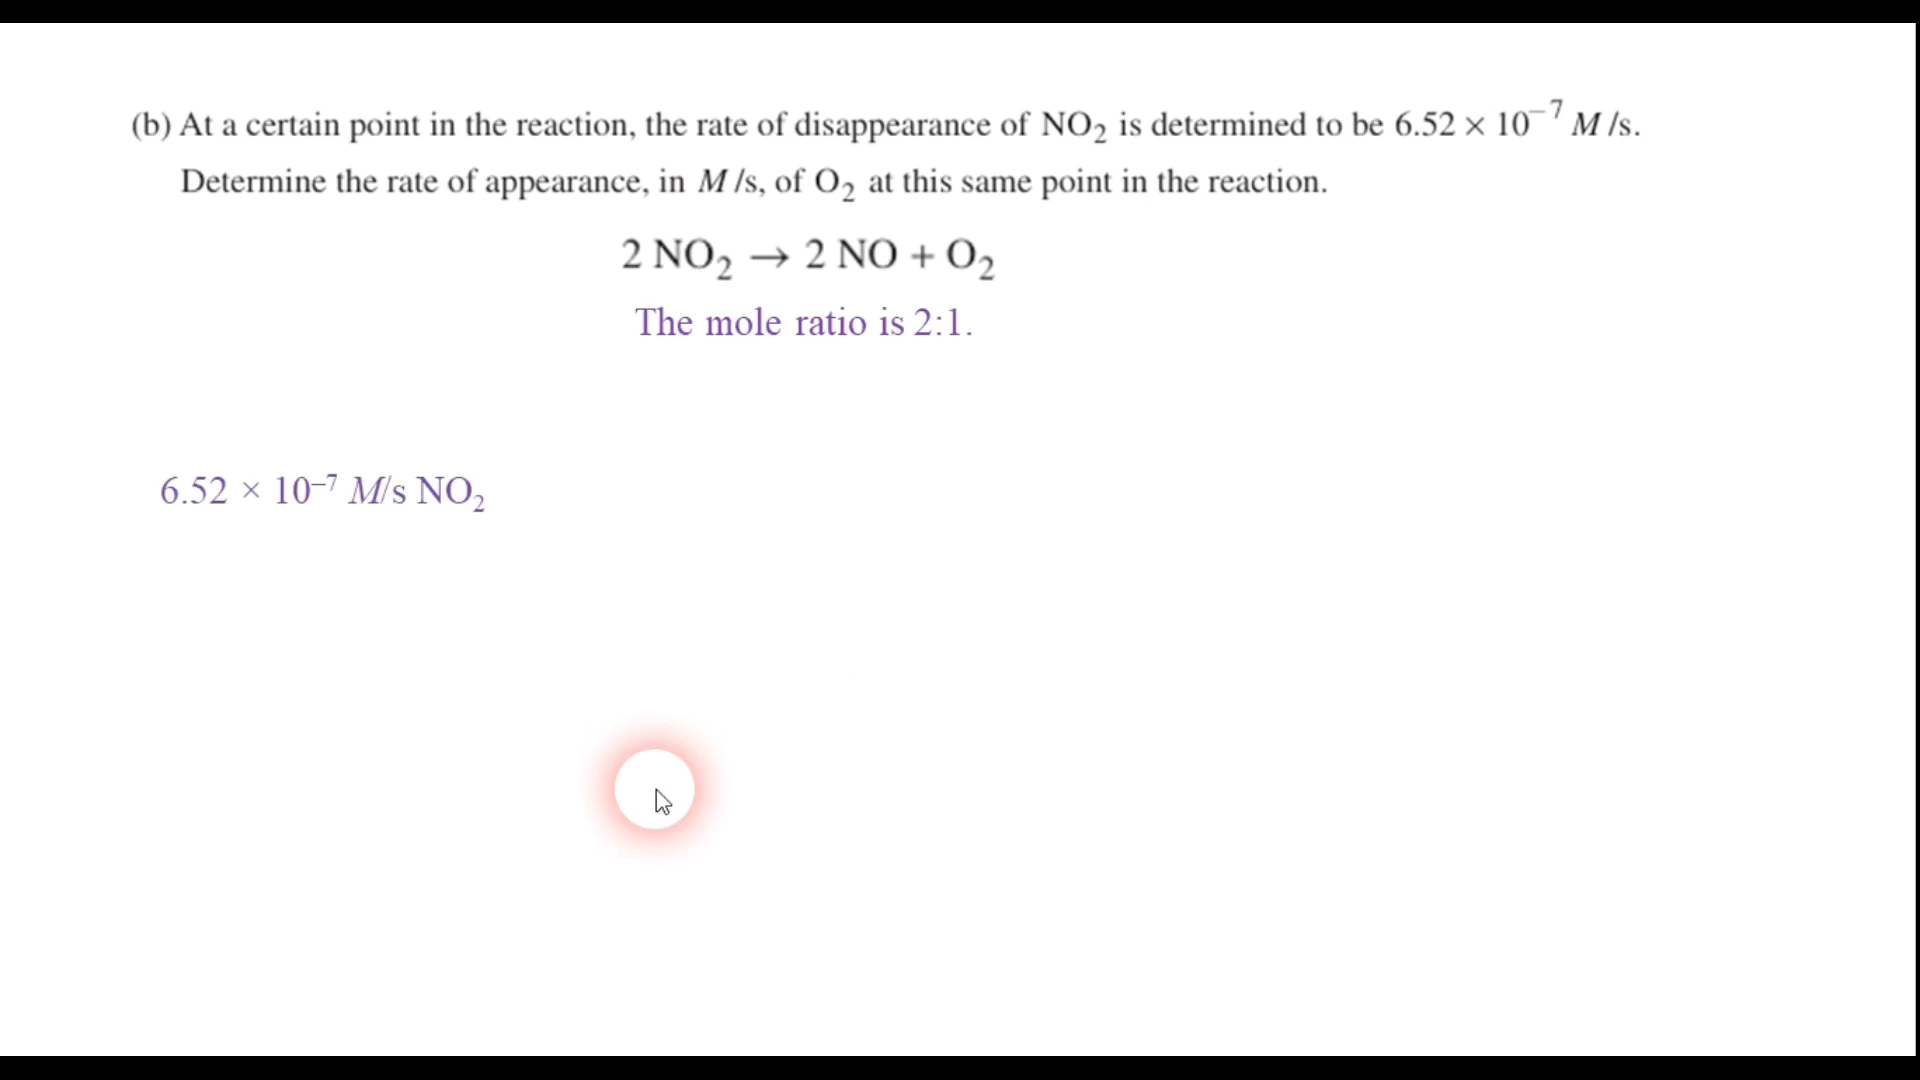 (b) At a certain point in the reaction, the rate of disappearance of NO₂ is determined to be 6.52 × 10⁻⁷ M/s.
Determine the rate of appearance, in M/s, of O₂ at this same point in the reaction.
2 NO₂ → 2 NO + O₂
The mole ratio is 2:1.
6.52 × 10⁻⁷ M/s NO₂